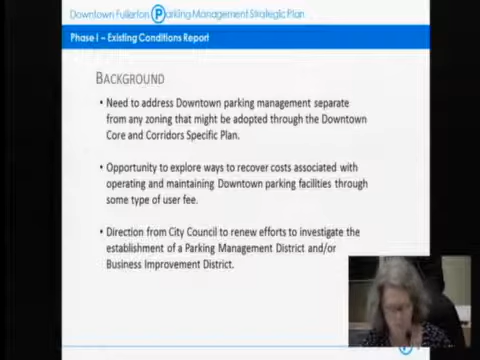 Downtown Fullerton Parking Management Strategic Plan
Phase I – Existing Conditions Report
BACKGROUND
• Need to address Downtown parking management separate
from any zoning that might be adopted through the Downtown
Core and Corridors Specific Plan.
• Opportunity to explore ways to recover costs associated with
operating and maintaining Downtown parking facilities through
some type of user fee.
• Direction from City Council to renew efforts to investigate the
establishment of a Parking Management District and/or
Business Improvement District.